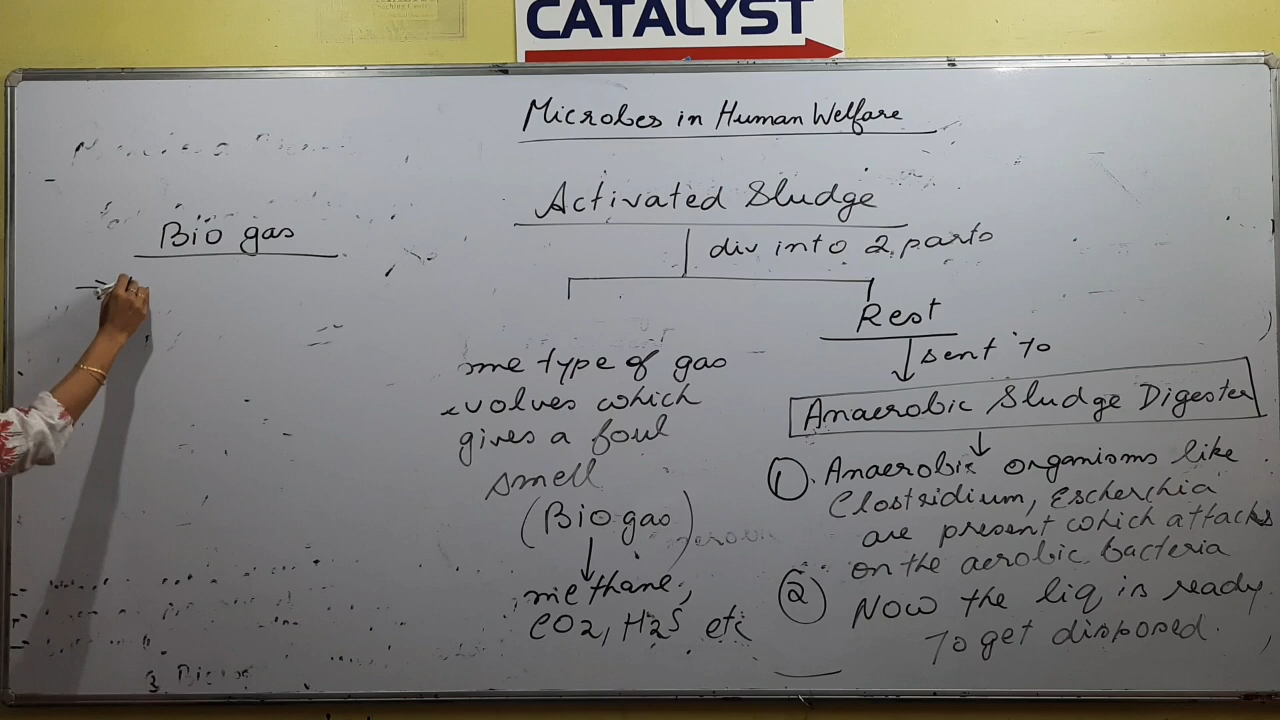 CATALYST
Microbes in Human Welfare
Activated Sludge
div into 2 parts
Bio gas
me type of gas
evolves which
gives a foul
smell
(Bio gas)
methane,
CO2, H2S etc
Rest
sent to
Anaerobic Sludge Digester
1. Anaerobic organisms like
Clostridium, Escherchia
are present which attacks
on the aerobic bacteria
2 Now the liq is ready
To get disposed.